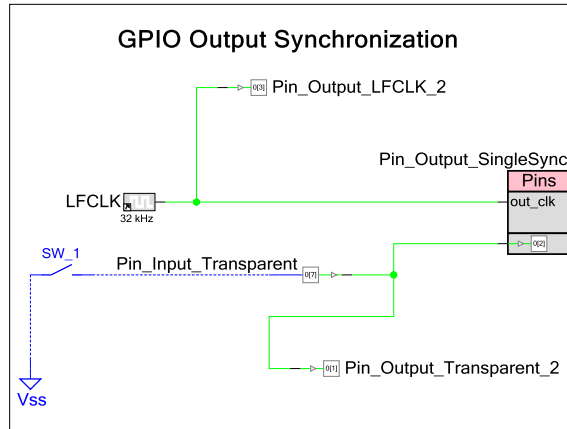 GPIO Output Synchronization
0[3] Pin_Output_LFCLK_2
Pin_Output_SingleSync
Pins
LFCLK
out_clk
32 kHz
0[2]
SW_1
Pin_Input_Transparent
0[7]
0[1] Pin_Output_Transparent_2
Vss